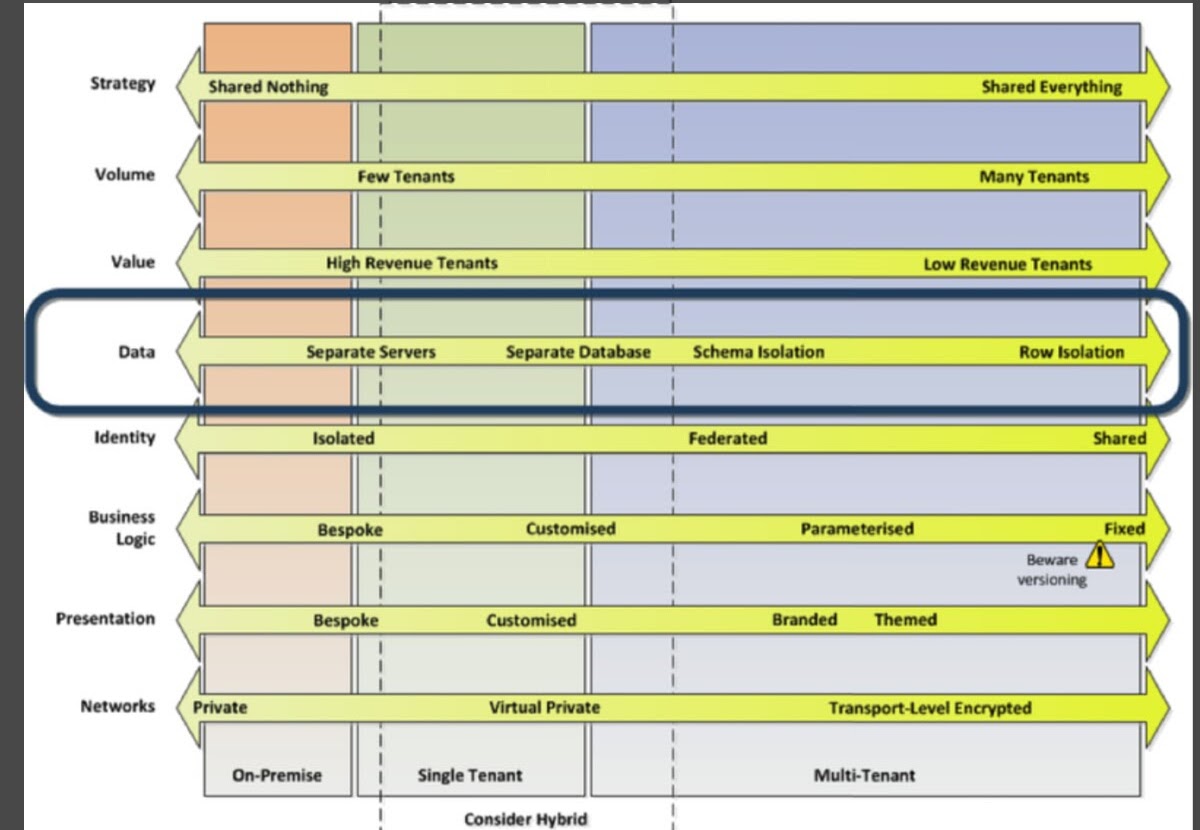 Strategy
Shared Nothing
Shared Everything
Volume
Few Tenants
Many Tenants
Value
High Revenue Tenants
Low Revenue Tenants
Data
Separate Servers
Separate Database
Schema Isolation
Row Isolation
Identity
Isolated
Federated
Shared
Business
Logic
Bespoke
Customised
Parameterised
Fixed
Beware
versioning
Presentation
Bespoke
Customised
Branded
Themed
Networks
Private
Virtual Private
Transport-Level Encrypted
On-Premise
Single Tenant
Multi-Tenant
Consider Hybrid